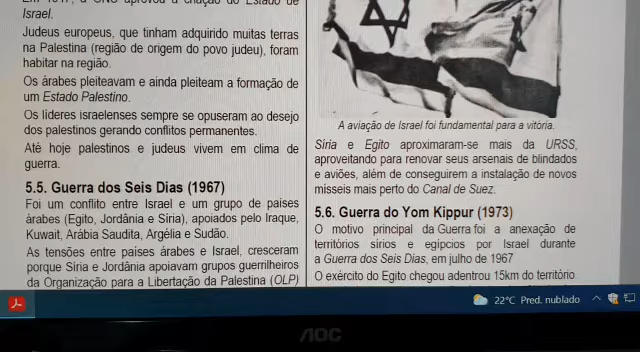 Em 1947, a ONU aprovou a criação do Estado de
Israel.
Judeus europeus, que tinham adquirido muitas terras
na Palestina (região de origem do povo judeu), foram
habitar na região.
Os árabes pleiteavam e ainda pleiteam a formação de
um Estado Palestino.
Os líderes israelenses sempre se opuseram ao desejo
dos palestinos gerando conflitos permanentes.
Até hoje palestinos e judeus vivem em clima de
guerra.
5.5. Guerra dos Seis Dias (1967)
Foi um conflito entre Israel e um grupo de países
árabes (Egito, Jordânia e Síria), apoiados pelo Iraque,
Kuwait, Arábia Saudita, Argélia e Sudão.
As tensões entre países árabes e Israel, cresceram
porque Síria e Jordânia apoiavam grupos guerrilheiros
da Organização para a Libertação da Palestina (OLP)
A aviação de Israel foi fundamental para a vitória.
Síria e Egito aproximaram-se mais da URSS,
aproveitando para renovar seus arsenais de blindados
e aviões, além de conseguirem a instalação de novos
mísseis mais perto do Canal de Suez.
5.6. Guerra do Yom Kippur (1973)
O motivo principal da Guerra foi a anexação de
territórios sírios e egípcios por Israel durante
a Guerra dos Seis Dias, em julho de 1967
O exército do Egito chegou adentrou 15km do território
22°C Pred. nublado
AOC